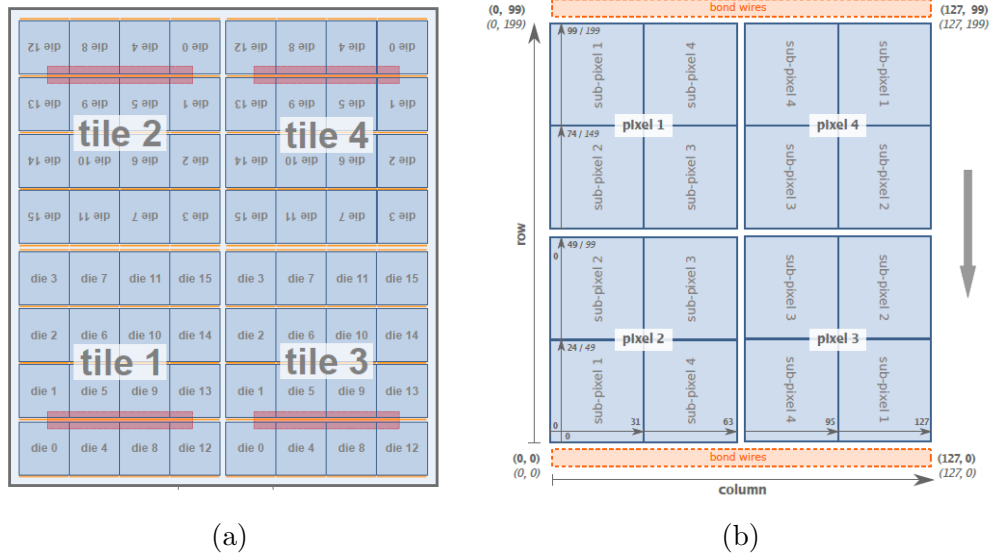 die 12 die 8 die 4 die 0 die 12 die 8 die 4 die 0
die 13 die 9 die 5 die 1 die 13 die 9 die 5 die 1
tile 2 tile 4
die 14 die 10 die 6 die 2 die 14 die 10 die 6 die 2
die 15 die 11 die 7 die 3 die 15 die 11 die 7 die 3
die 3 die 7 die 11 die 15 die 3 die 7 die 11 die 15
die 2 die 6 die 10 die 14 die 2 die 6 die 10 die 14
tile 1 tile 3
die 1 die 5 die 9 die 13 die 1 die 5 die 9 die 13
die 0 die 4 die 8 die 12 die 0 die 4 die 8 die 12
(a)
(0, 99) bond wires (127, 99)
(0, 199) (127, 199)
99 / 199
sub-pixel 1 sub-pixel 4 sub-pixel 4 sub-pixel 1
pixel 1 pixel 4
74 / 149
sub-pixel 2 sub-pixel 3 sub-pixel 3 sub-pixel 2
row
49 / 99
0
sub-pixel 2 sub-pixel 3 sub-pixel 3 sub-pixel 2
pixel 2 pixel 3
24 / 49
sub-pixel 1 sub-pixel 4 sub-pixel 4 sub-pixel 1
0 31 63 95 127
0
(0, 0) bond wires (127, 0)
(0, 0) (127, 0)
column
(b)